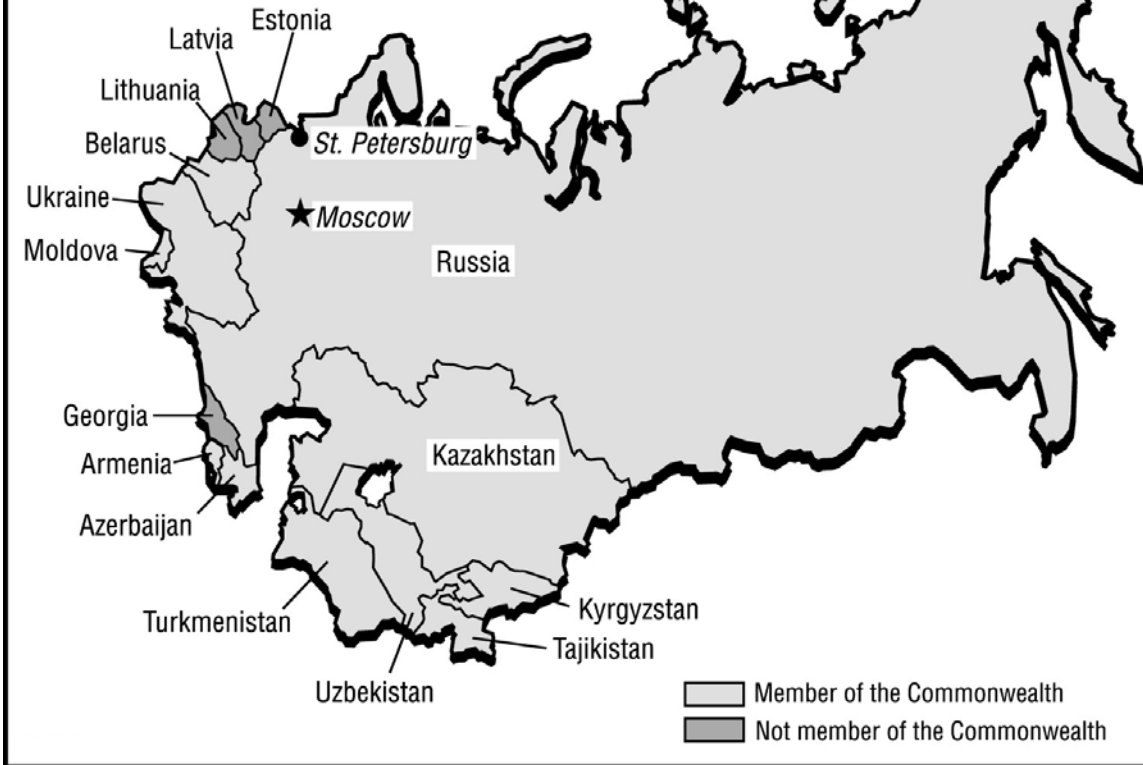 Estonia
Latvia
Lithuania
Belarus
St. Petersburg
Ukraine
Moscow
Moldova
Russia
Georgia
Kazakhstan
Armenia
Azerbaijan
Kyrgyzstan
Turkmenistan
Tajikistan
Uzbekistan
Member of the Commonwealth
Not member of the Commonwealth